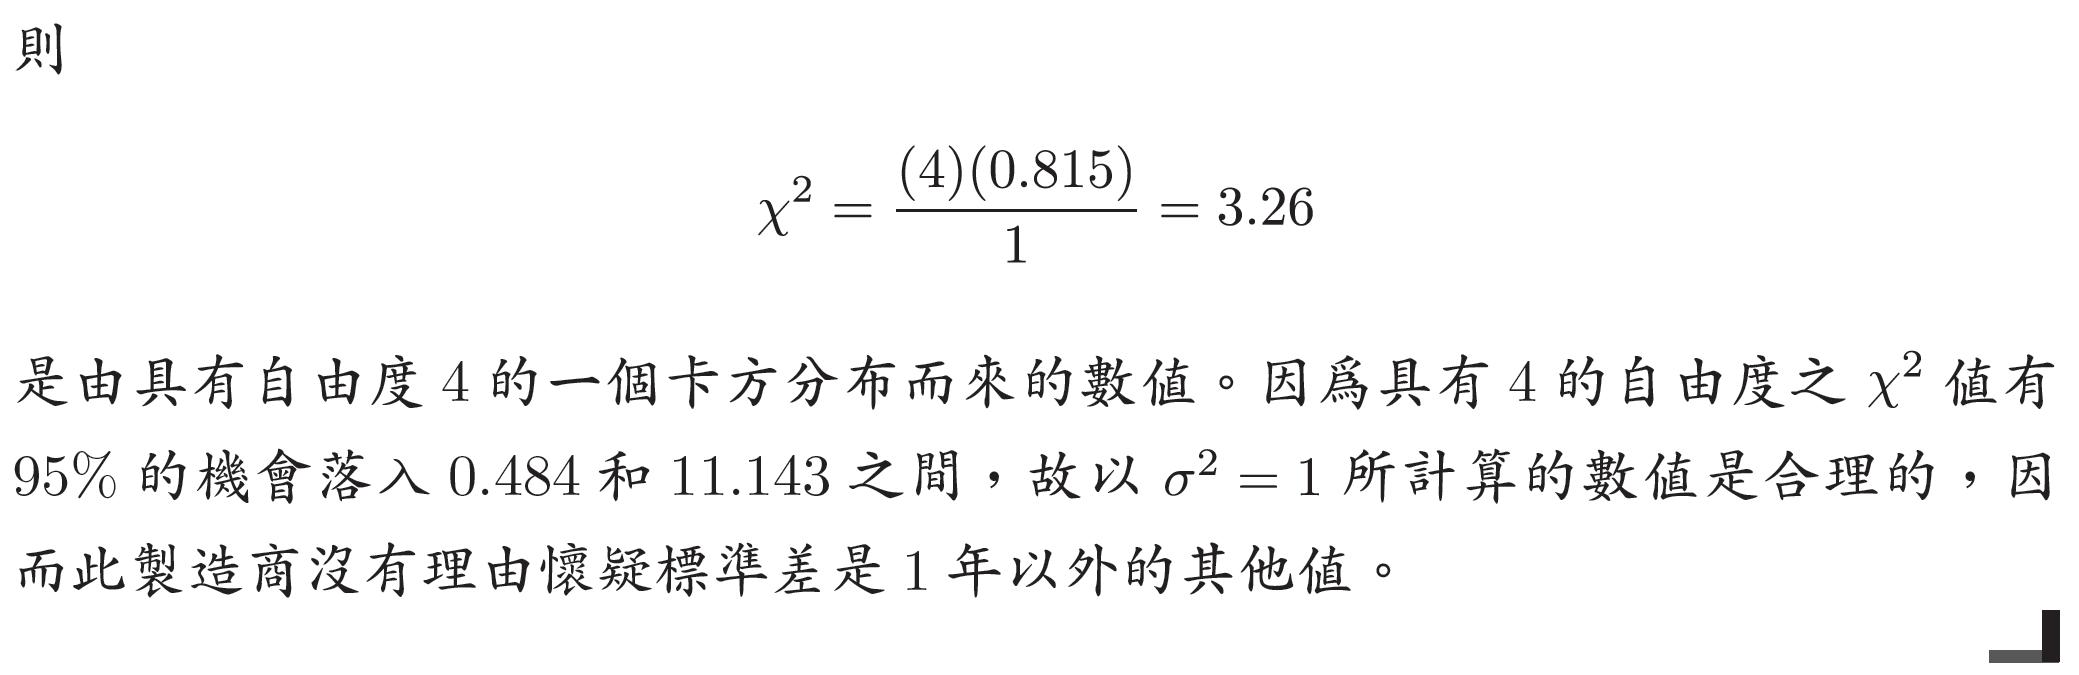 則
χ² = (4)(0.815) / 1 = 3.26
是由具有自由度 4 的一個卡方分布而來的數值。因爲具有 4 的自由度之 χ² 値有
95% 的機會落入 0.484 和 11.143 之間，故以 σ² = 1 所計算的數值是合理的，因
而此製造商沒有理由懷疑標準差是 1 年以外的其他值。